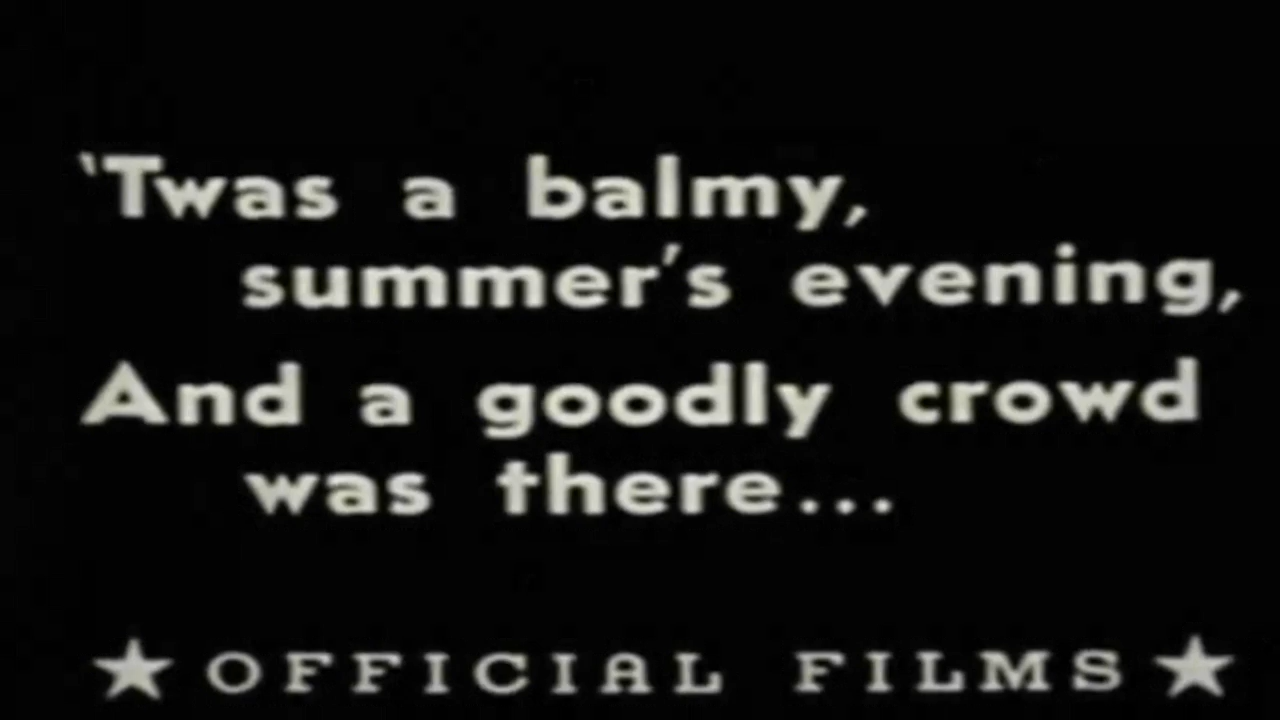 ‘Twas a balmy,
summer's evening,
And a goodly crowd
was there...
★ OFFICIAL FILMS ★